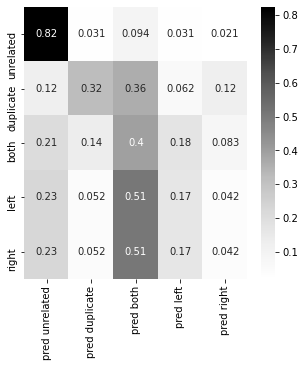 unrelated 0.82 0.031 0.094 0.031 0.021
duplicate 0.12 0.32 0.36 0.062 0.12
both 0.21 0.14 0.4 0.18 0.083
left 0.23 0.052 0.51 0.17 0.042
right 0.23 0.052 0.51 0.17 0.042
pred unrelated
pred duplicate
pred both
pred left
pred right
0.8
0.7
0.6
0.5
0.4
0.3
0.2
0.1